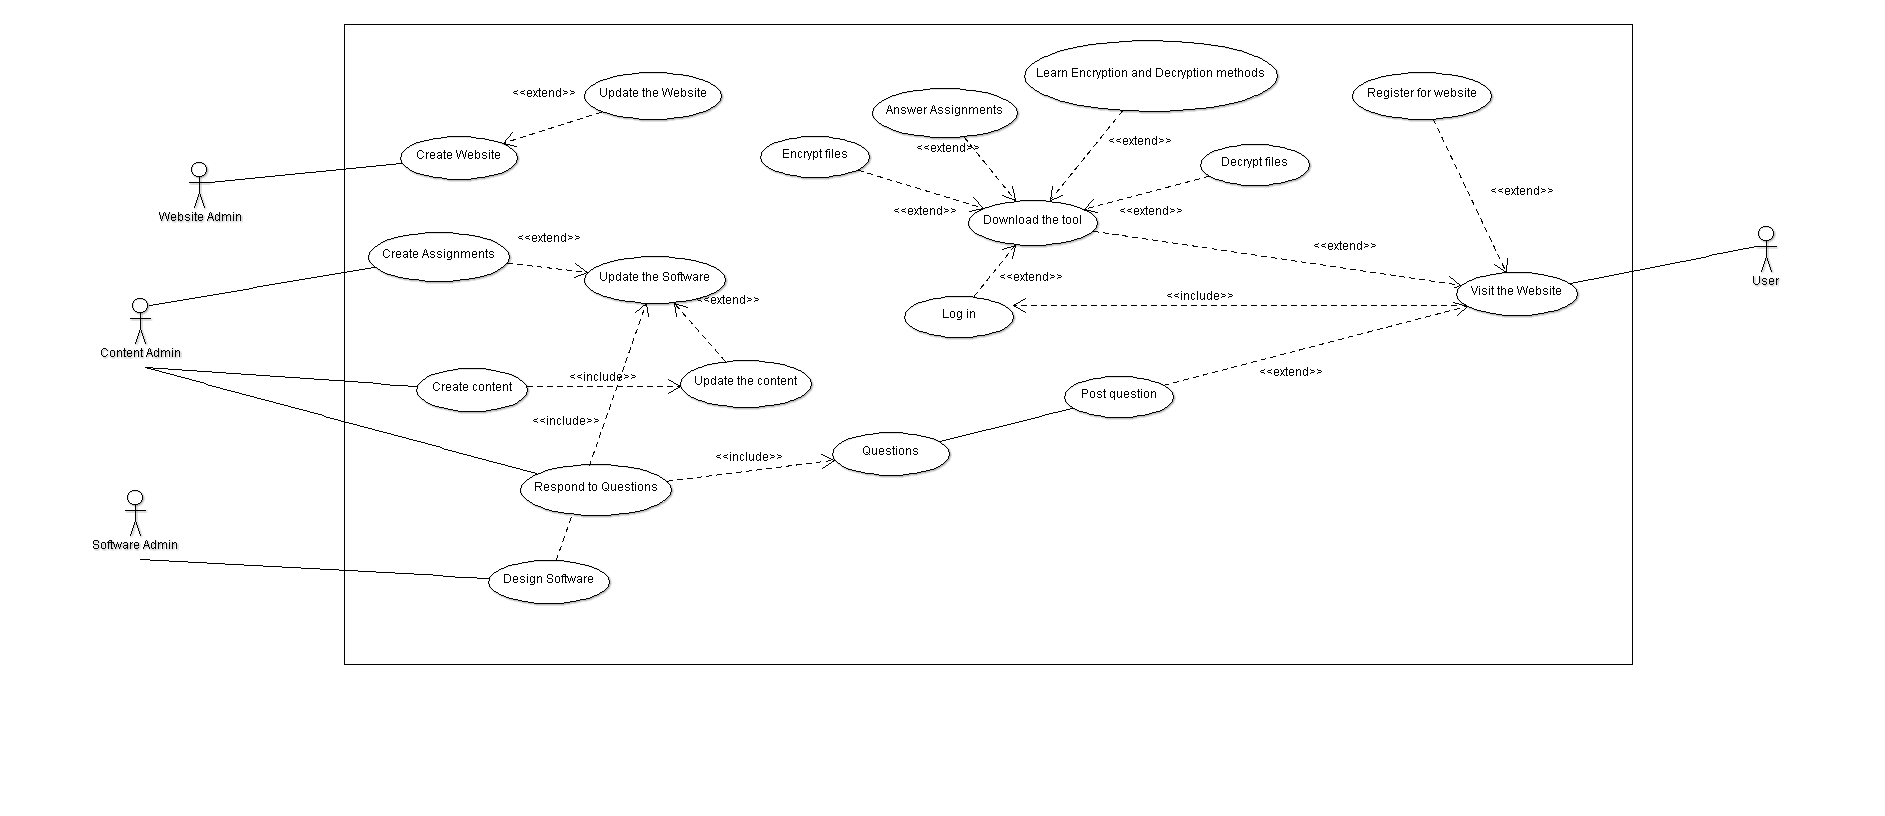 Learn Encryption and Decryption methods
<<extend>>
Update the Website
Register for website
Answer Assignments
<<extend>>
<<extend>>
Create Website
Encrypt files
Decrypt files
<<extend>>
Website Admin
<<extend>>
<<extend>>
Download the tool
<<extend>>
<<extend>>
Create Assignments
Update the Software
<<extend>>
<<extend>>
User
Visit the Website
<<include>>
<<extend>>
Log in
Content Admin
<<extend>>
<<include>>
Update the content
Create content
Post question
<<include>>
Questions
<<include>>
Respond to Questions
Software Admin
Design Software